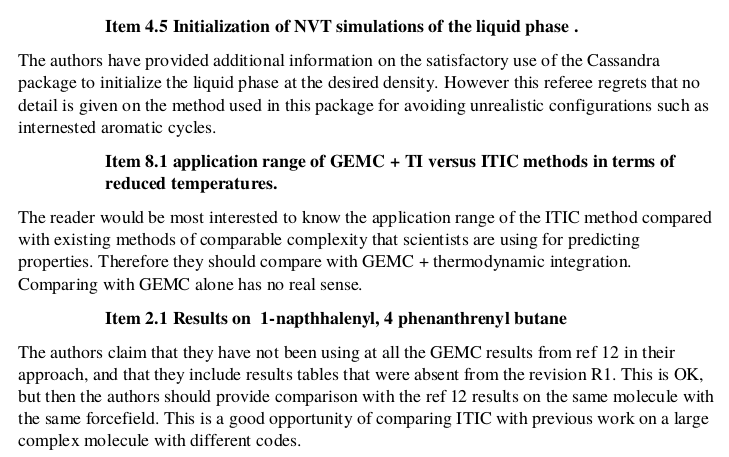 Item 4.5 Initialization of NVT simulations of the liquid phase .
The authors have provided additional information on the satisfactory use of the Cassandra
package to initialize the liquid phase at the desired density. However this referee regrets that no
detail is given on the method used in this package for avoiding unrealistic configurations such as
internested aromatic cycles.
Item 8.1 application range of GEMC + TI versus ITIC methods in terms of
reduced temperatures.
The reader would be most interested to know the application range of the ITIC method compared
with existing methods of comparable complexity that scientists are using for predicting
properties. Therefore they should compare with GEMC + thermodynamic integration.
Comparing with GEMC alone has no real sense.
Item 2.1 Results on  1-napthhalenyl, 4 phenanthrenyl butane
The authors claim that they have not been using at all the GEMC results from ref 12 in their
approach, and that they include results tables that were absent from the revision R1. This is OK,
but then the authors should provide comparison with the ref 12 results on the same molecule with
the same forcefield. This is a good opportunity of comparing ITIC with previous work on a large
complex molecule with different codes.